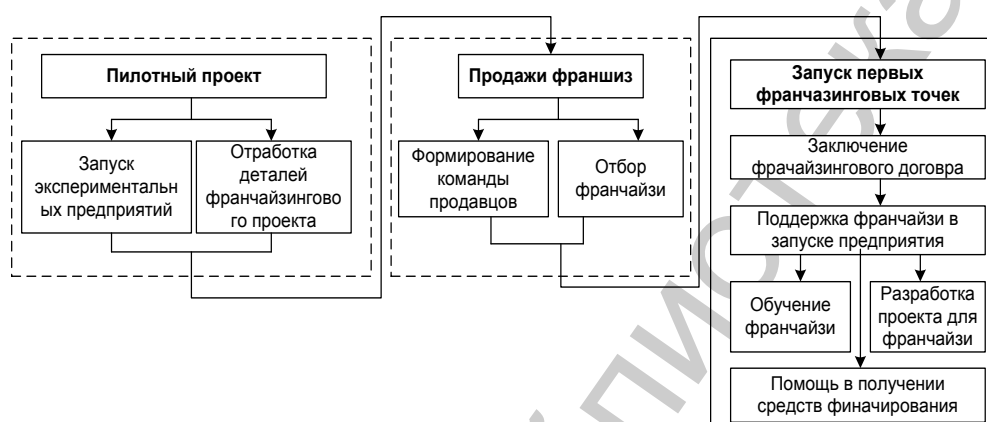 Пилотный проект
Запуск
экспериментальн
ых предприятий
Отработка
деталей
франчайзингово
го проекта
Продажи франшиз
Формирование
команды
продавцов
Отбор
франчайзи
Запуск первых
франчазинговых точек
Заключение
фрачайзингового договра
Поддержка франчайзи в
запуске предприятия
Обучение
франчайзи
Разработка
проекта для
франчайзи
Помощь в получении
средств финачирования